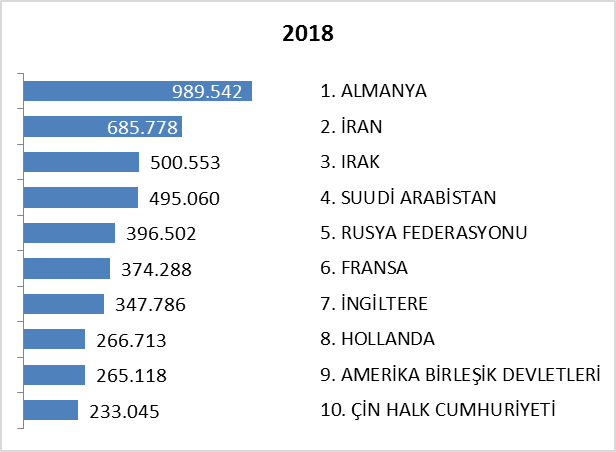 2018
989.542 1. ALMANYA
685.778 2. İRAN
500.553 3. IRAK
495.060 4. SUUDİ ARABİSTAN
396.502 5. RUSYA FEDERASYONU
374.288 6. FRANSA
347.786 7. İNGİLTERE
266.713 8. HOLLANDA
265.118 9. AMERİKA BİRLEŞİK DEVLETLERİ
233.045 10. ÇİN HALK CUMHURİYETİ